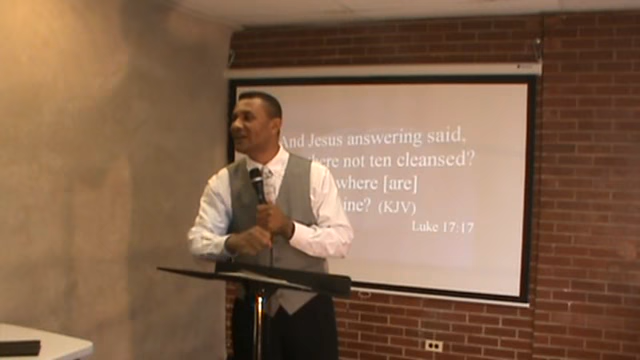 And Jesus answering said,
not ten cleansed?
where [are]
(KJV)
Luke 17:17